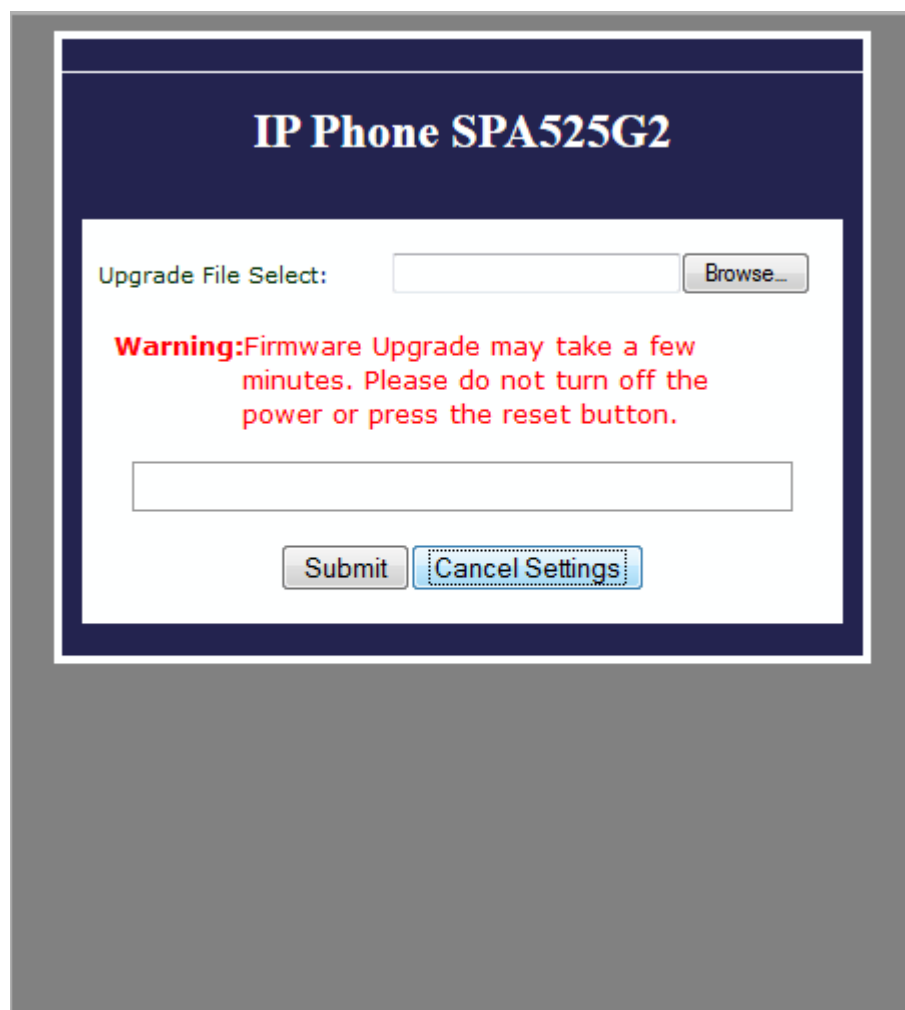 IP Phone SPA525G2
Upgrade File Select: Browse...
Warning:Firmware Upgrade may take a few
minutes. Please do not turn off the
power or press the reset button.
Submit Cancel Settings